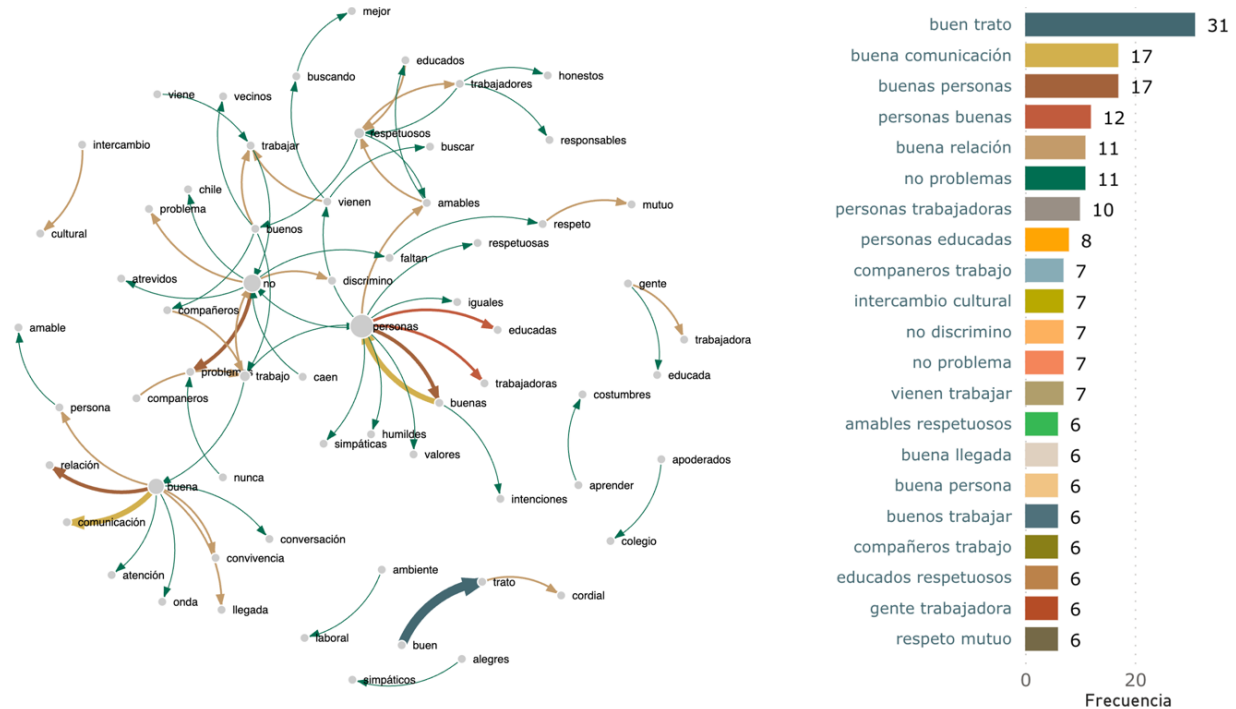 mejor
educados
buscando
trabajadores
honestos
viene
vecinos
respetuosos
responsables
intercambio
trabajar
buscar
chile
vienen
amables
mutuo
problema
buenos
respeto
cultural
respetuosas
faltan
atrevidos
no
discrimino
gente
iguales
compañeros
personas
educadas
amable
trabajadora
problemas
trabajo
caen
educada
trabajadoras
compañeros
buenas
costumbres
persona
humildes
simpáticas
valores
relación
apoderados
buena
nunca
aprender
intenciones
comunicación
conversación
colegio
convivencia
atención
ambiente
trato
onda
llegada
cordial
laboral
buen
alegres
simpáticos
buen trato 31
buena comunicación 17
buenas personas 17
personas buenas 12
buena relación 11
no problemas 11
personas trabajadoras 10
personas educadas 8
companeros trabajo 7
intercambio cultural 7
no discrimino 7
no problema 7
vienen trabajar 7
amables respetuosos 6
buena llegada 6
buena persona 6
buenos trabajar 6
compañeros trabajo 6
educados respetuosos 6
gente trabajadora 6
respeto mutuo 6
0 20
Frecuencia